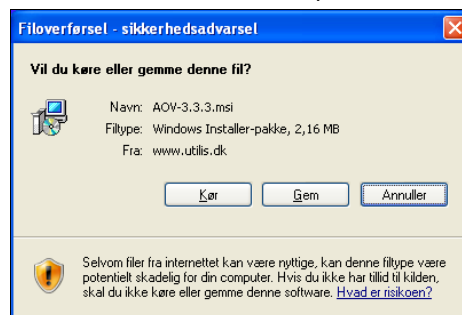 Filoverførsel - sikkerhedsadvarsel
Vil du køre eller gemme denne fil?
Navn: AOV-3.3.3.msi
Filtype: Windows Installer-pakke, 2,16 MB
Fra: www.utilis.dk
Kør Gem Annuller
Selvom filer fra internettet kan være nyttige, kan denne filtype være
potentielt skadelig for din computer. Hvis du ikke har tillid til kilden,
skal du ikke køre eller gemme denne software. Hvad er risikoen?